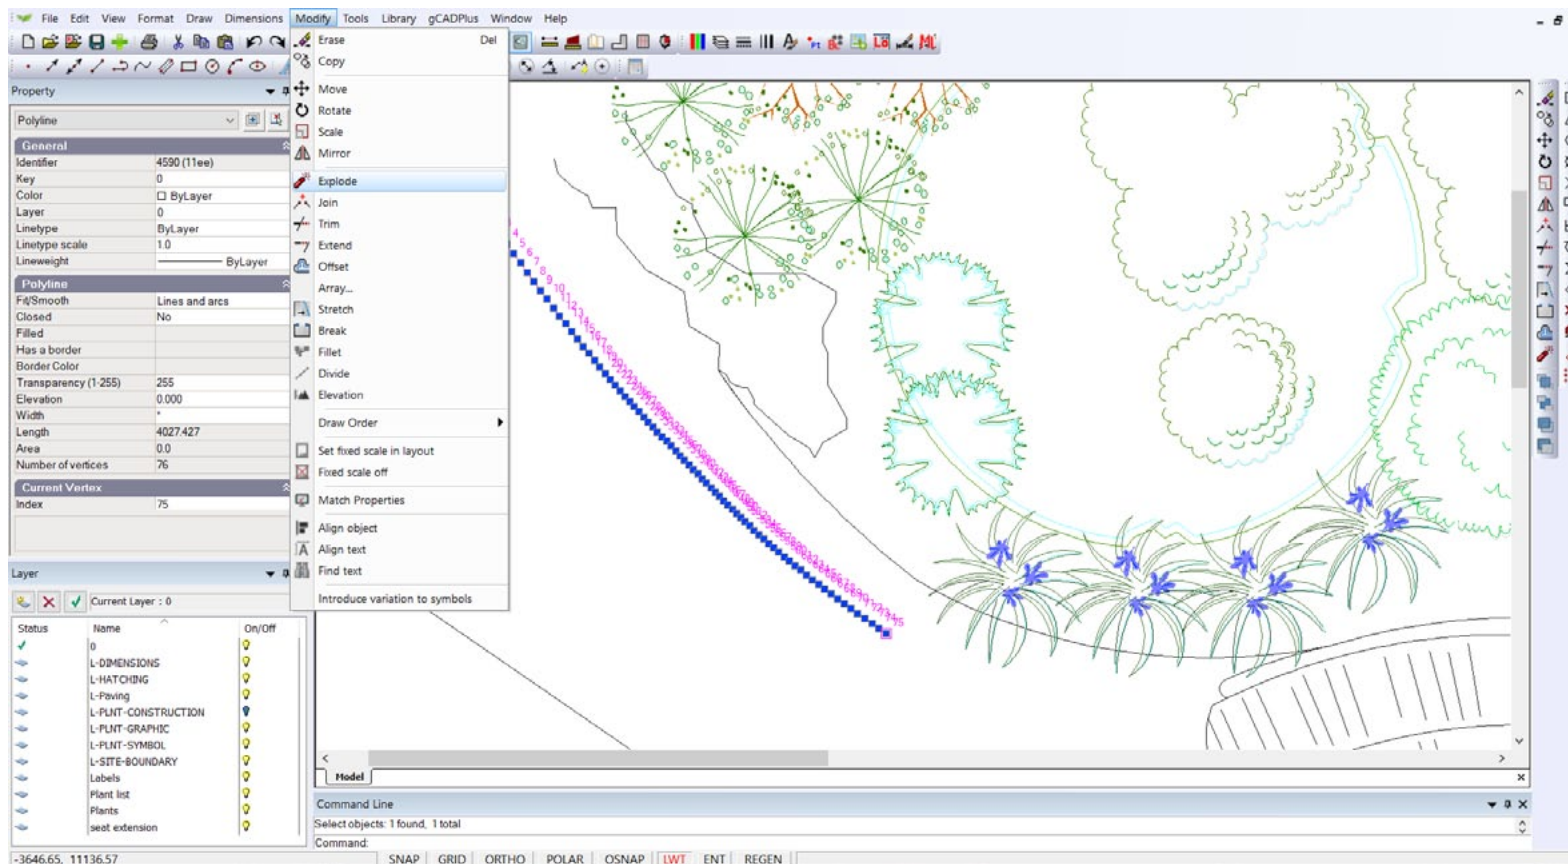 File Edit View Format Draw Dimensions Modify Tools Library gCADPlus Window Help
Property
Polyline
General
Identifier 4590 (11ee)
Key 0
Color ByLayer
Layer 0
Linetype ByLayer
Linetype scale 1.0
Lineweight ByLayer
Polyline
Fit/Smooth Lines and arcs
Closed No
Filled
Has a border
Border Color
Transparency (1-255) 255
Elevation 0.000
Width *
Length 4027.427
Area 0.0
Number of vertices 76
Current Vertex
Index 75
Layer
Current Layer : 0
Status Name On/Off
0
L-DIMENSIONS
L-HATCHING
L-Paving
L-PLNT-CONSTRUCTION
L-PLNT-GRAPHIC
L-PLNT-SYMBOL
L-SITE-BOUNDARY
Labels
Plant list
Plants
seat extension
Erase Del
Copy
Move
Rotate
Scale
Mirror
Explode
Join
Trim
Extend
Offset
Array...
Stretch
Break
Fillet
Divide
Elevation
Draw Order
Set fixed scale in layout
Fixed scale off
Match Properties
Align object
Align text
Find text
Introduce variation to symbols
4
5
6
7
8
9
10
11
Model
Command Line
Select objects: 1 found, 1 total
Command:
-3646.65, 11136.57 SNAP GRID ORTHO POLAR OSNAP LWT ENT REGEN